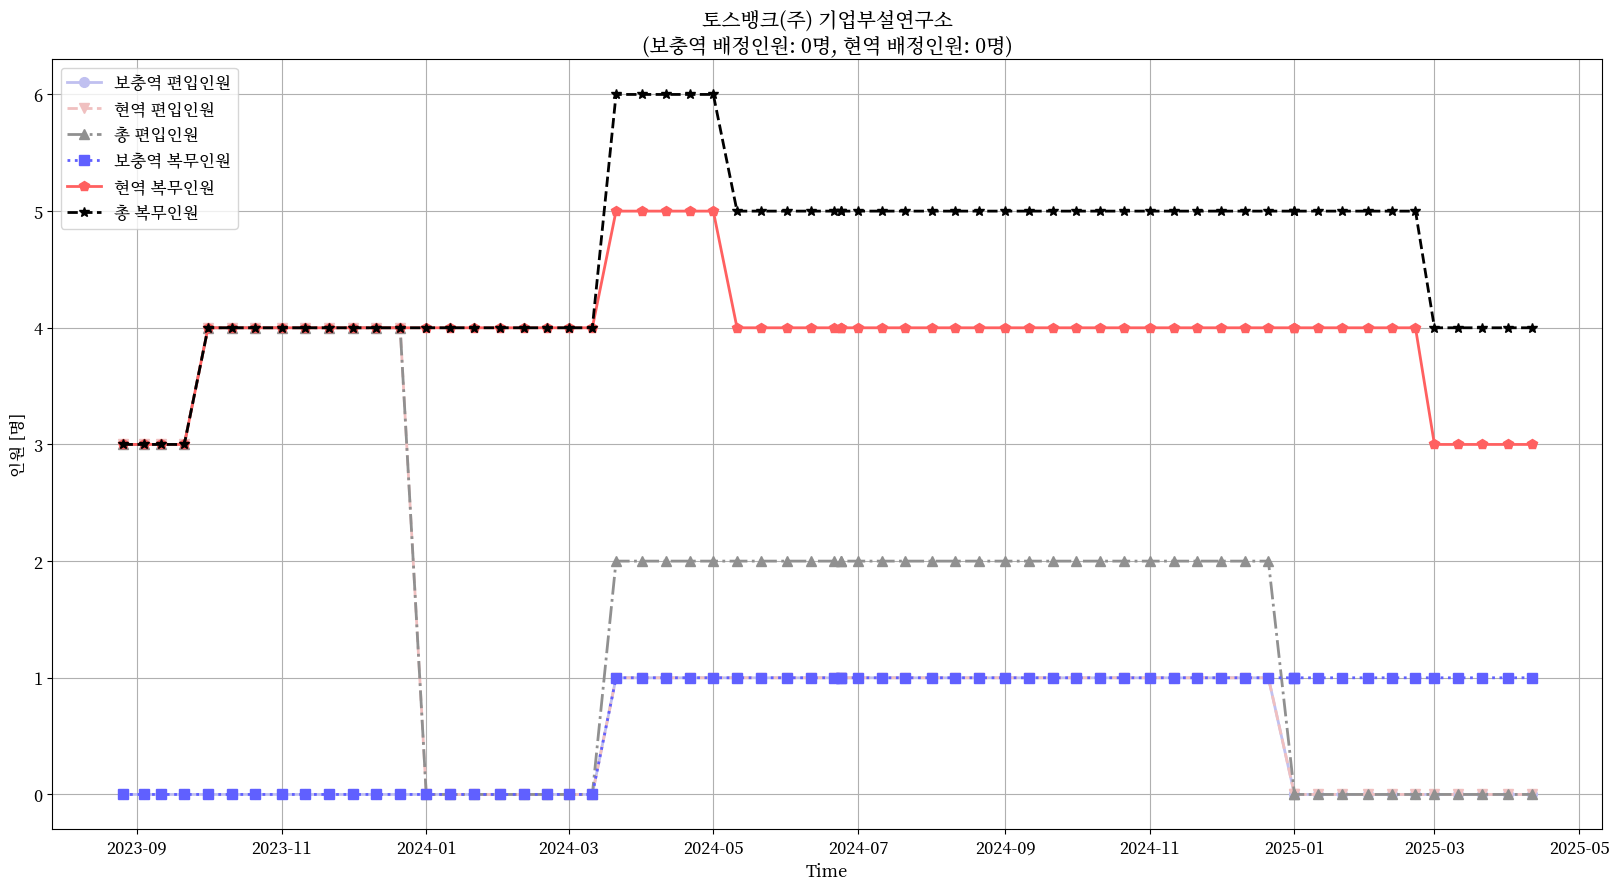 토스뱅크(주) 기업부설연구소
(보충역 배정인원: 0명, 현역 배정인원: 0명)
보충역 편입인원
현역 편입인원
총 편입인원
보충역 복무인원
현역 복무인원
총 복무인원
인원 [명]
6
5
4
3
2
1
0
2023-09
2023-11
2024-01
2024-03
2024-05
2024-07
2024-09
2024-11
2025-01
2025-03
2025-05
Time